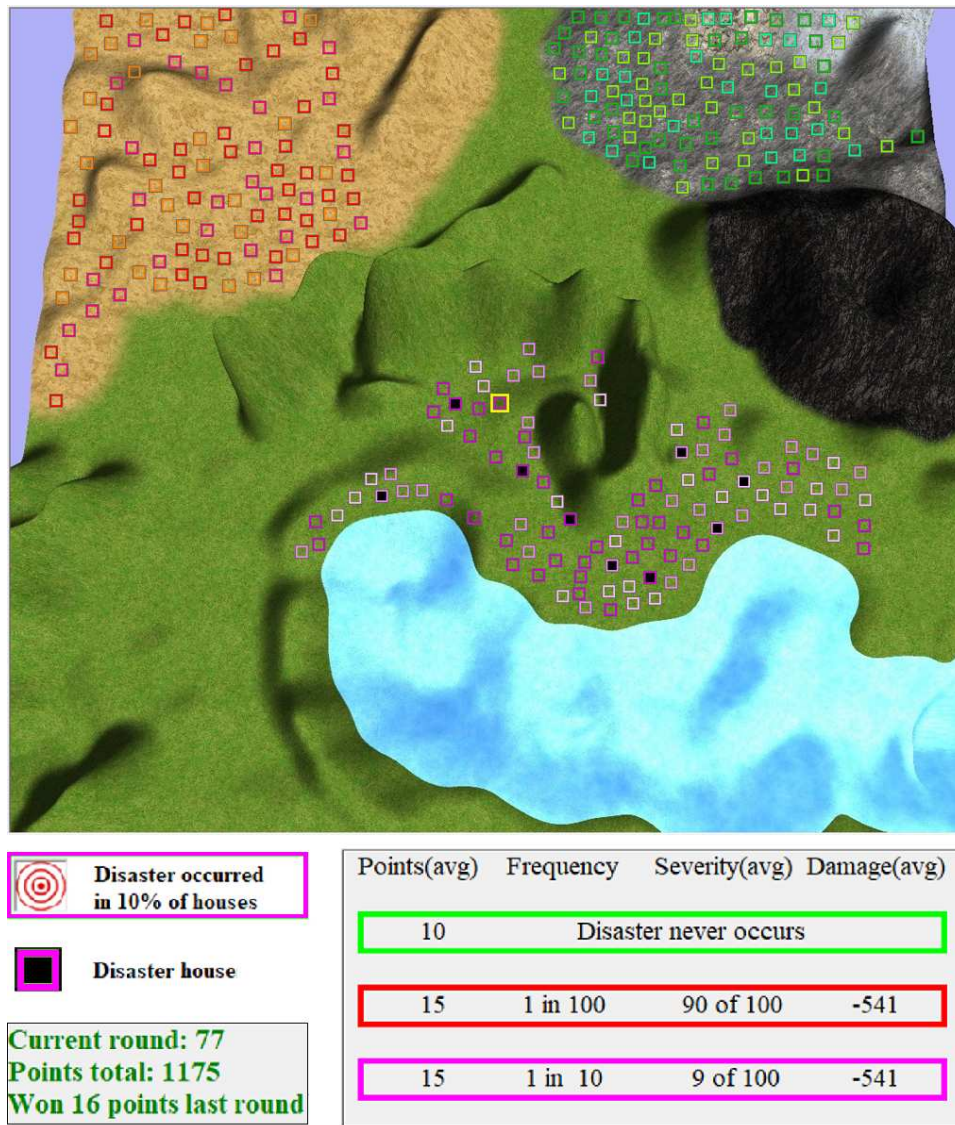 Disaster occurred
in 10% of houses
Disaster house
Current round: 77
Points total: 1175
Won 16 points last round
Points(avg) Frequency Severity(avg) Damage(avg)
10 Disaster never occurs
15 1 in 100 90 of 100 -541
15 1 in 10 9 of 100 -541